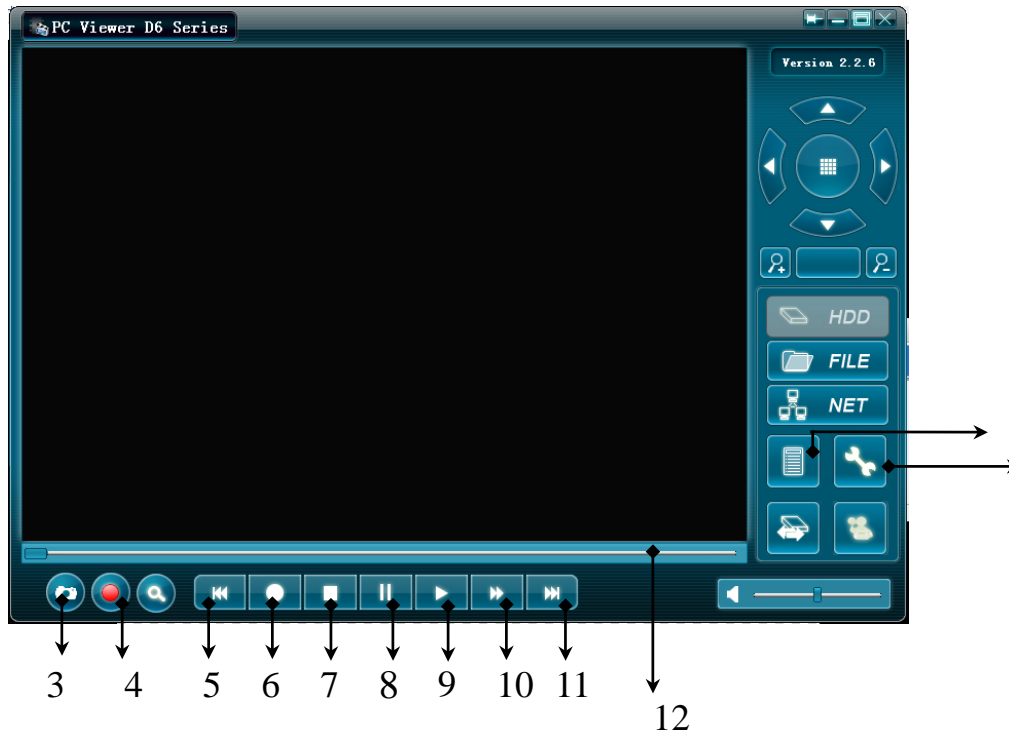 PC Viewer D6 Series
Version 2.2.6
HDD
FILE
NET
3 4 5 6 7 8 9 10 11
12